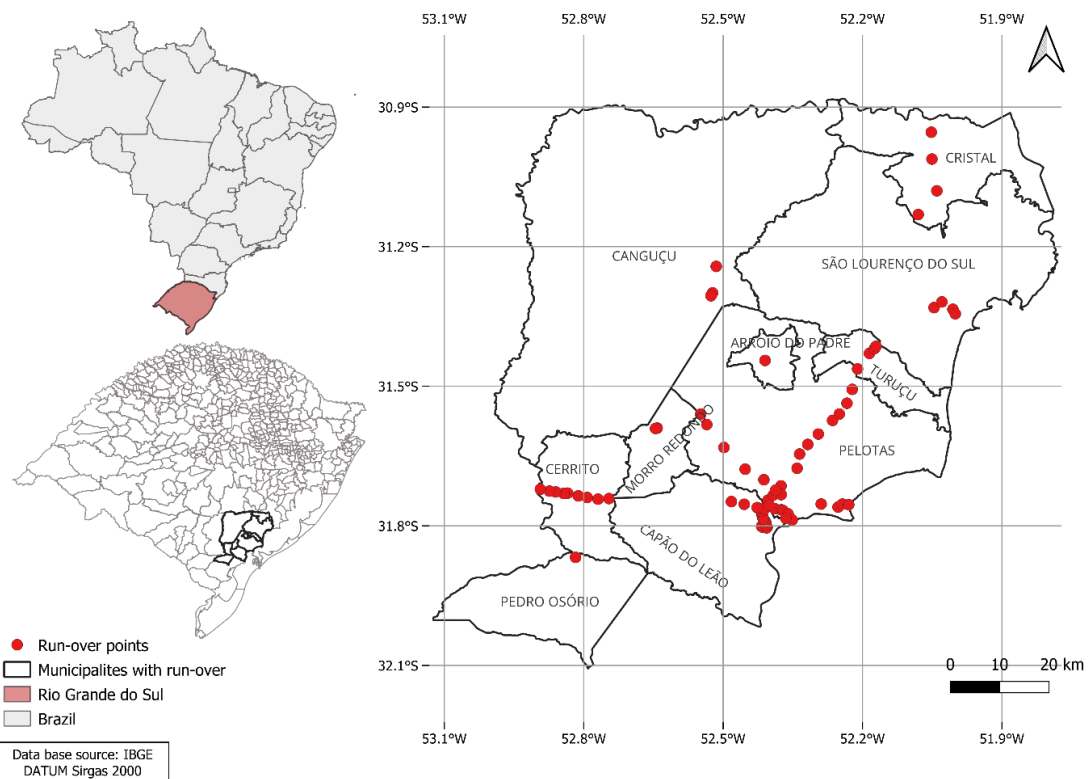 53.1°W 52.8°W 52.5°W 52.2°W 51.9°W
30.9°S
CRISTAL
31.2°S
CANGUÇU
SÃO LOURENÇO DO SUL
ARROIO DO PADRE
TURUÇU
31.5°S
MORRO REDONDO
PELOTAS
CERRITO
31.8°S
CAPÃO DO LEÃO
PEDRO OSÓRIO
32.1°S
0 10 20 km
53.1°W 52.8°W 52.5°W 52.2°W 51.9°W
Run-over points
Municipalites with run-over
Rio Grande do Sul
Brazil
Data base source: IBGE
DATUM Sirgas 2000